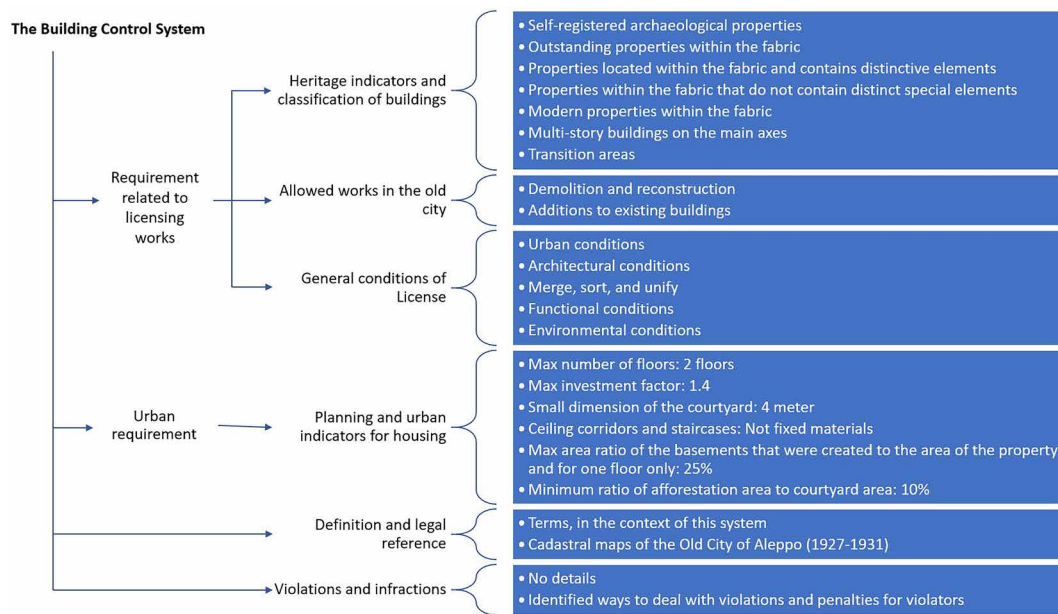 The Building Control System
Requirement
related to
licensing
works
Heritage indicators and
classification of buildings
• Self-registered archaeological properties
• Outstanding properties within the fabric
• Properties located within the fabric and contains distinctive elements
• Properties within the fabric that do not contain distinct special elements
• Modern properties within the fabric
• Multi-story buildings on the main axes
• Transition areas
Allowed works in the old
city
• Demolition and reconstruction
• Additions to existing buildings
General conditions of
License
• Urban conditions
• Architectural conditions
• Merge, sort, and unify
• Functional conditions
• Environmental conditions
Urban
requirement
Planning and urban
indicators for housing
• Max number of floors: 2 floors
• Max investment factor: 1.4
• Small dimension of the courtyard: 4 meter
• Ceiling corridors and staircases: Not fixed materials
• Max area ratio of the basements that were created to the area of the property
and for one floor only: 25%
• Minimum ratio of afforestation area to courtyard area: 10%
Definition and legal
reference
• Terms, in the context of this system
• Cadastral maps of the Old City of Aleppo (1927-1931)
Violations and infractions
• No details
• Identified ways to deal with violations and penalties for violators